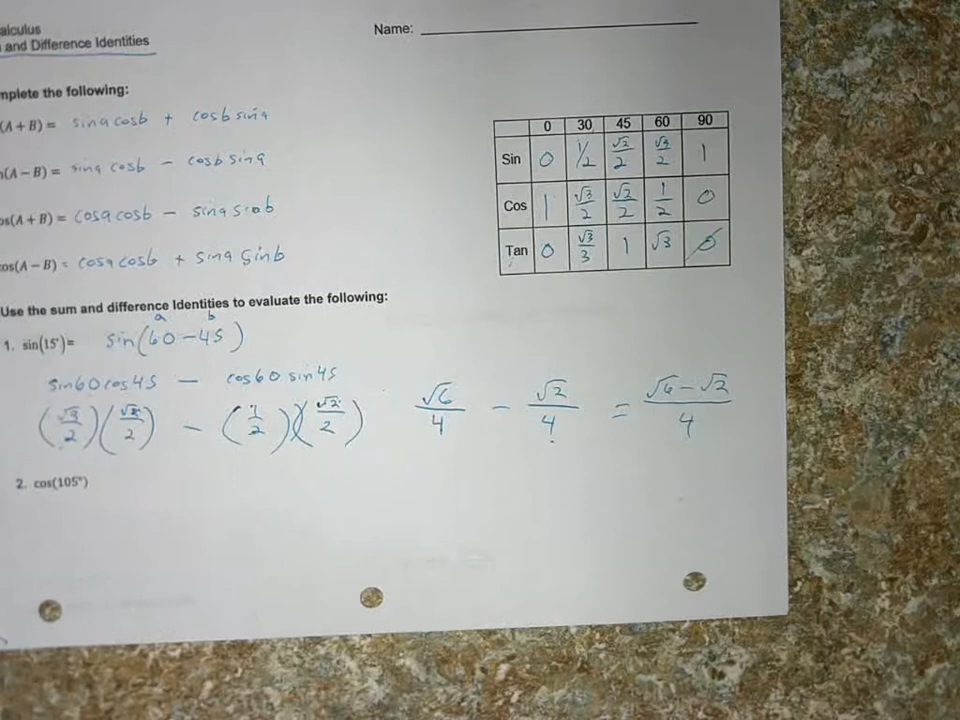 alculus
and Difference Identities
Name:
mplete the following:
(A + B) = sina cosb + cosb sina
n(A − B) = sina cosb − cosb sina
os(A + B) = cosa cosb − sina sinb
cos(A − B) = cosa cosb + sina sinb
0 30 45 60 90
Sin 0 1/2 √2/2 √3/2 1
Cos 1 √3/2 √2/2 1/2 0
Tan 0 √3/3 1 √3 Ø
Use the sum and difference Identities to evaluate the following:
a b
1. sin(15°)= sin(60−45)
sin60cos45 − cos60 sin45
(√3/2)(√2/2) − (1/2)(√2/2) √6/4 − √2/4 = √6−√2/4
2. cos(105°)